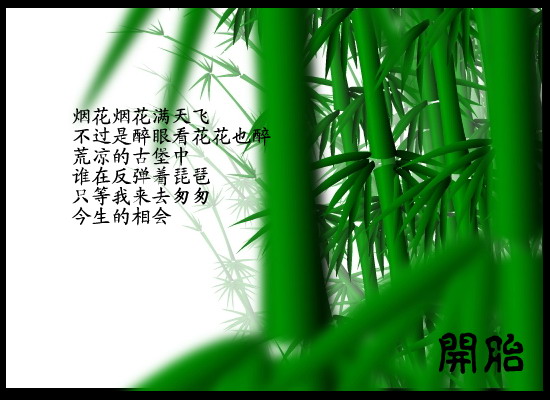 烟花烟花满天飞
不过是醉眼看花花也醉
荒凉的古堡中
谁在反弹着琵琶
只等我来去匆匆
今生的相会
開胎